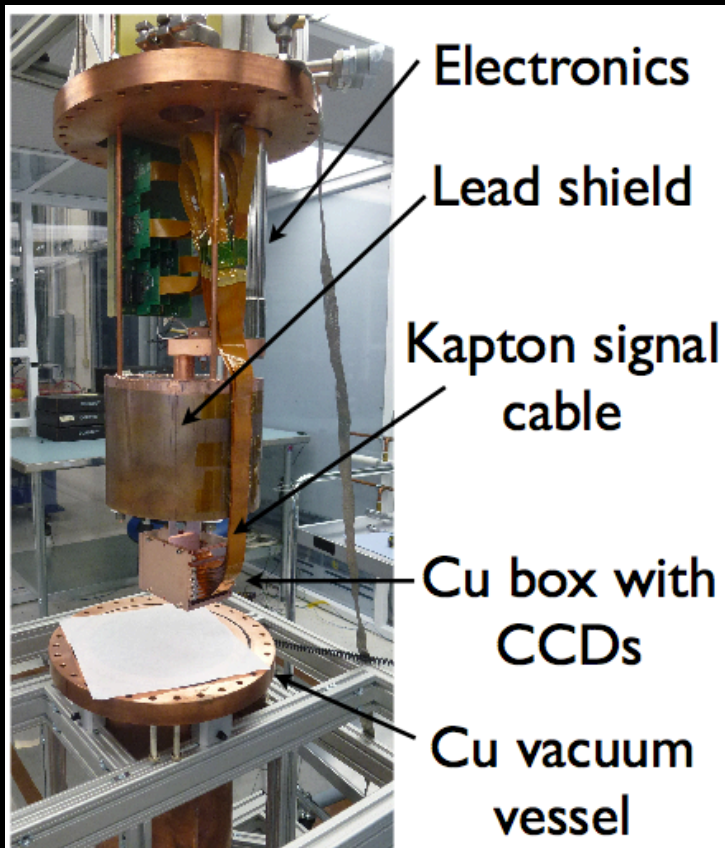 Electronics
Lead shield
Kapton signal
cable
Cu box with
CCDs
Cu vacuum
vessel